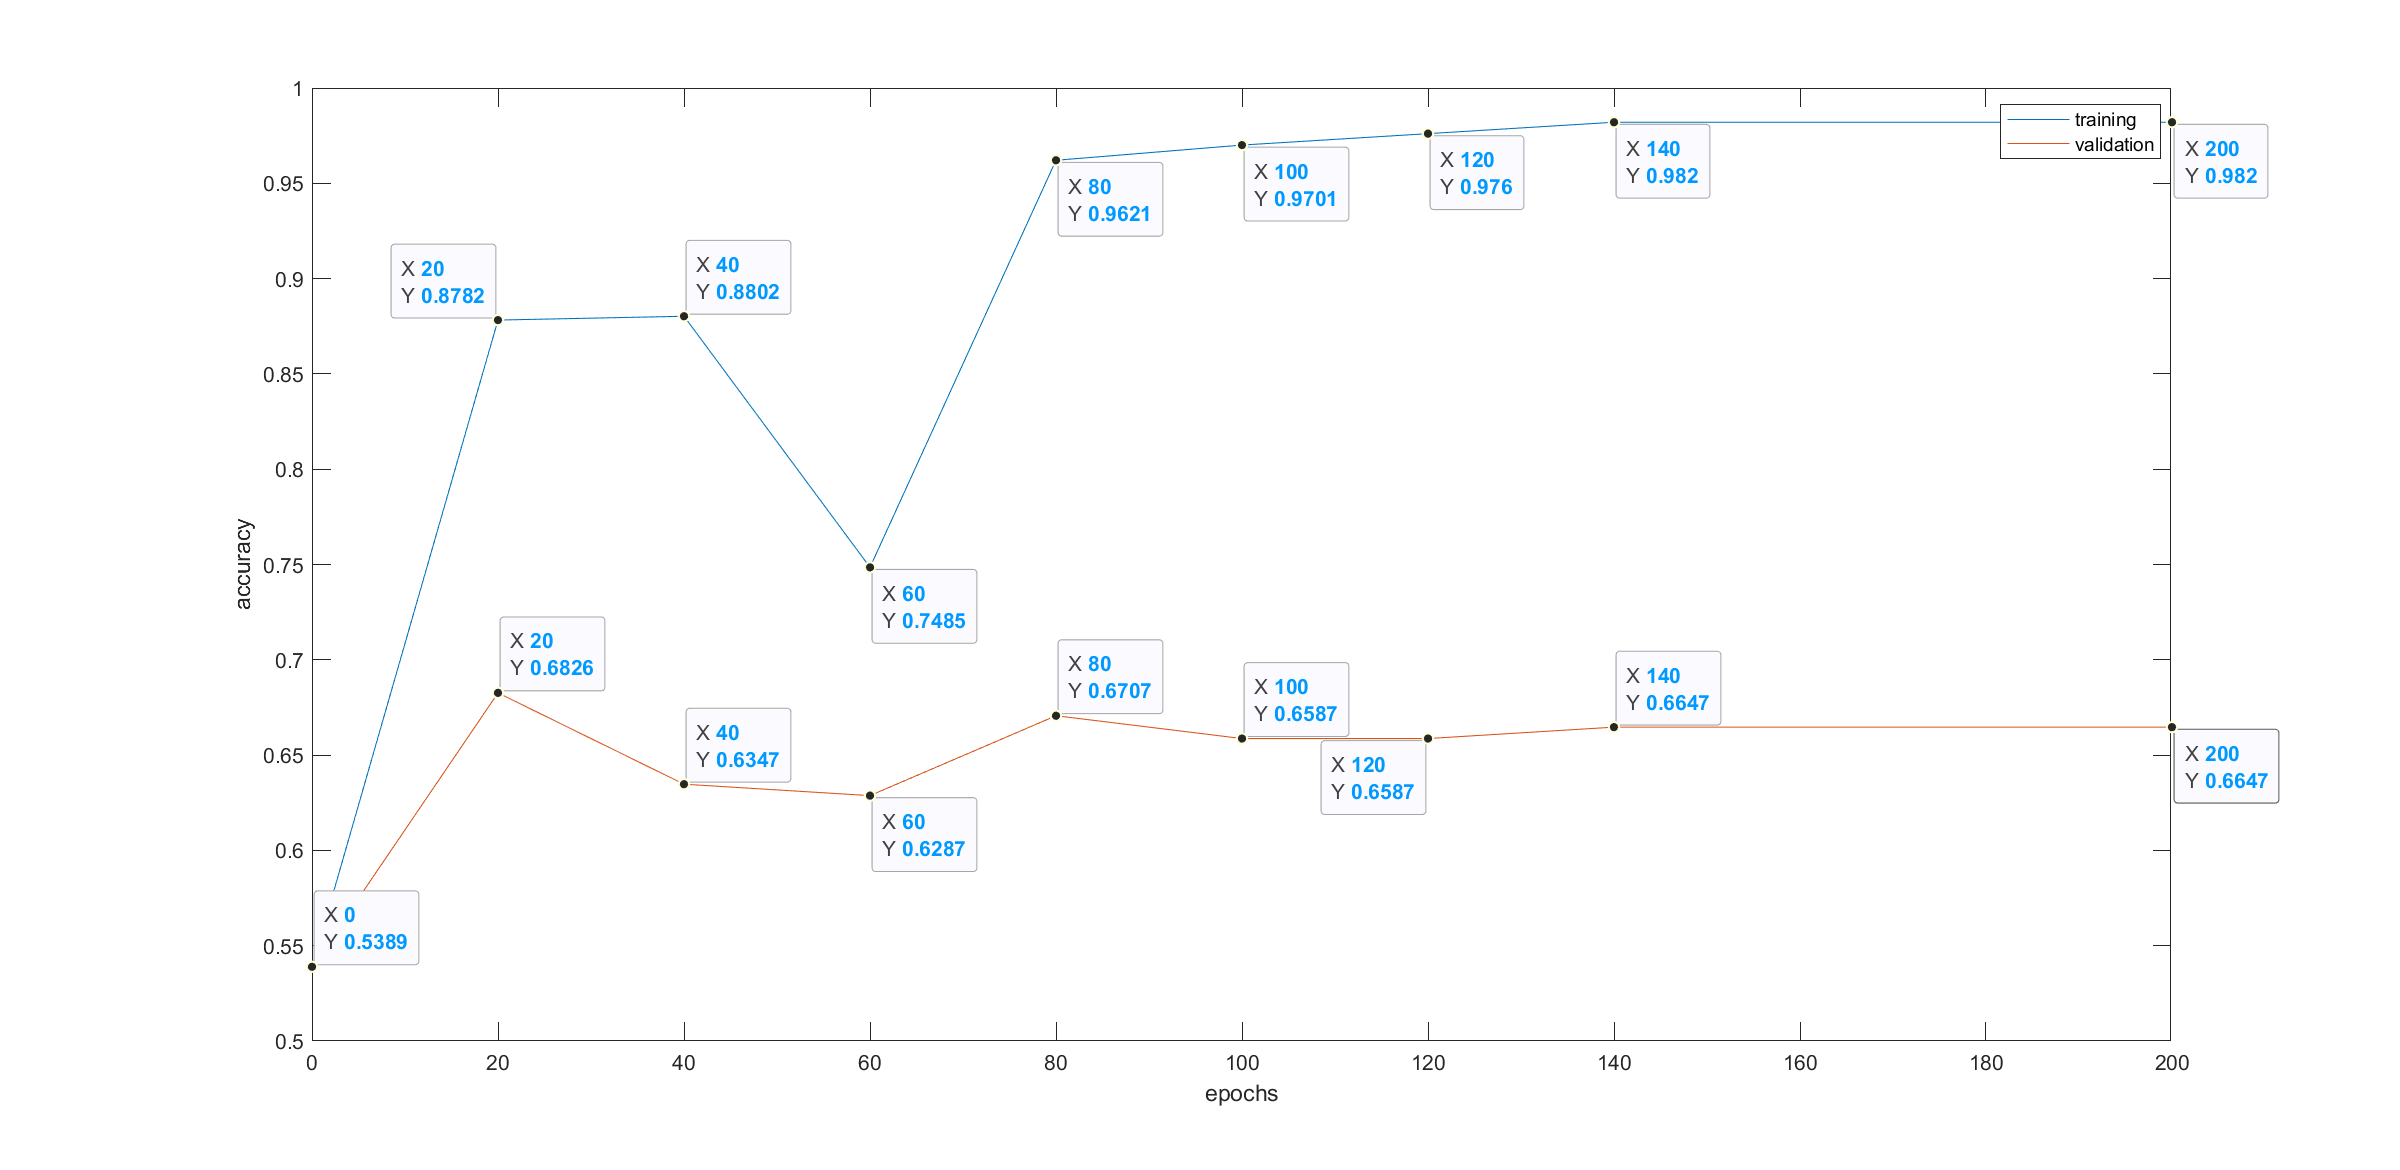 1
0.95
0.9
0.85
0.8
0.75
0.7
0.65
0.6
0.55
0.5
accuracy
0
20
40
60
80
100
120
140
160
180
200
epochs
training
validation
X 20
Y 0.8782
X 40
Y 0.8802
X 60
Y 0.7485
X 80
Y 0.9621
X 100
Y 0.9701
X 120
Y 0.976
X 140
Y 0.982
X 200
Y 0.982
X 0
Y 0.5389
X 20
Y 0.6826
X 40
Y 0.6347
X 60
Y 0.6287
X 80
Y 0.6707
X 100
Y 0.6587
X 120
Y 0.6587
X 140
Y 0.6647
X 200
Y 0.6647